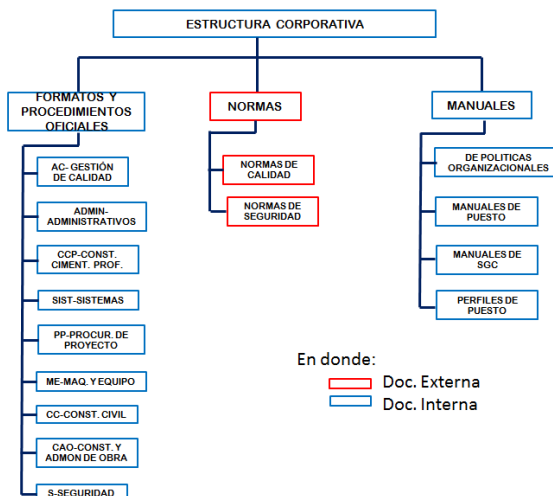 ESTRUCTURA CORPORATIVA
FORMATOS Y
PROCEDIMIENTOS
OFICIALES
NORMAS
MANUALES
AC- GESTIÓN
DE CALIDAD
ADMIN-
ADMINISTRATIVOS
CCP-CONST.
CIMENT. PROF.
SIST-SISTEMAS
PP-PROCUR. DE
PROYECTO
ME-MAQ. Y EQUIPO
CC-CONST. CIVIL
CAO-CONST. Y
ADMON DE OBRA
S-SEGURIDAD
NORMAS DE
CALIDAD
NORMAS DE
SEGURIDAD
DE POLITICAS
ORGANIZACIONALES
MANUALES DE
PUESTO
MANUALES DE
SGC
PERFILES DE
PUESTO
En donde:
Doc. Externa
Doc. Interna